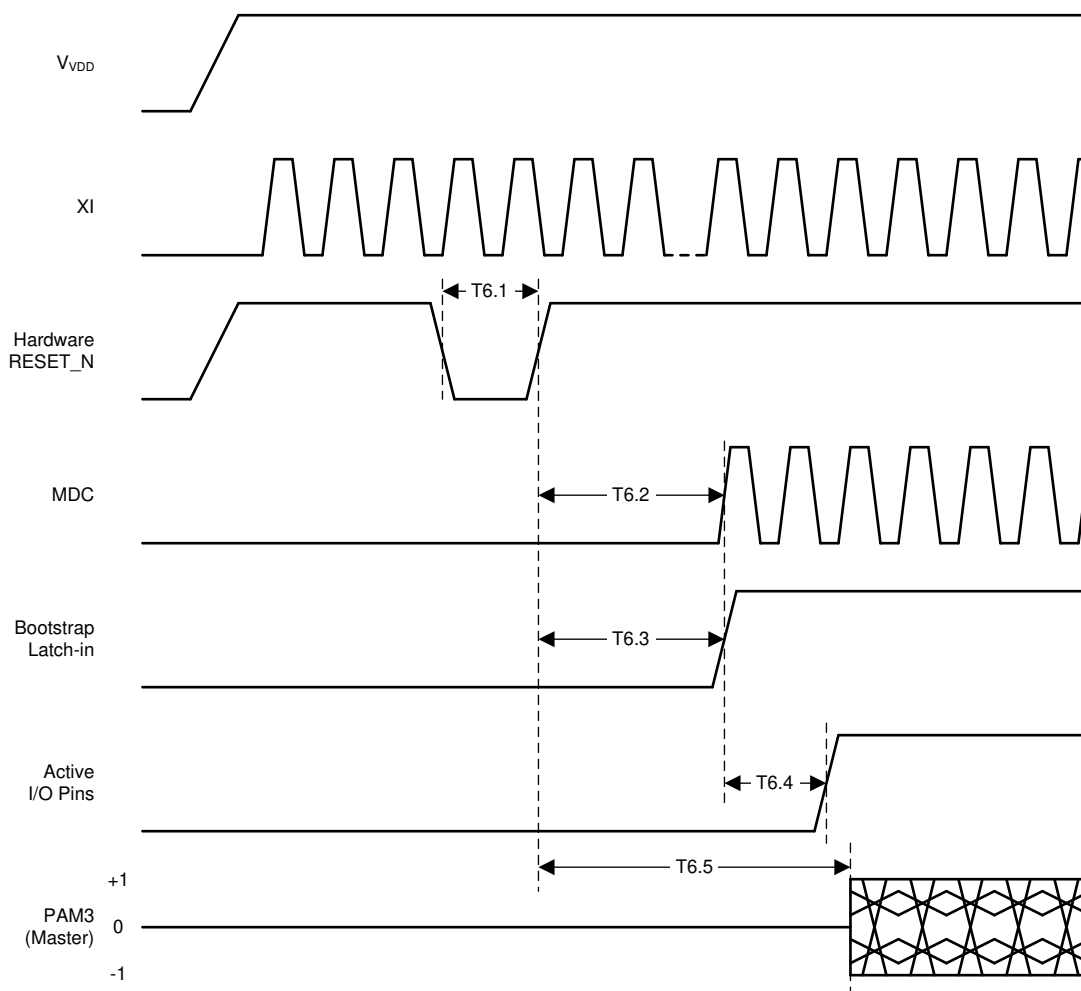 VVDD
XI
T6.1
Hardware
RESET_N
MDC
T6.2
Bootstrap
Latch-in
T6.3
Active
I/O Pins
T6.4
T6.5
+1
PAM3
(Master)
0
-1